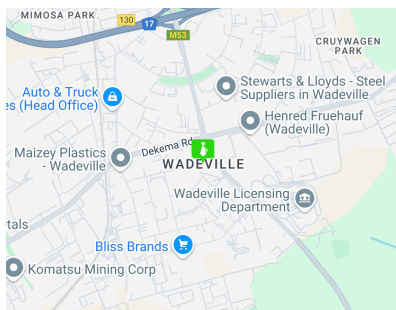 MIMOSA PARK
130
17
M53
CRUYWAGEN
PARK
Stewarts & Lloyds - Steel
Suppliers in Wadeville
Auto & Truck
es (Head Office)
Henred Fruehauf
(Wadeville)
Dekema Rd
Maizey Plastics
- Wadeville
WADEVILLE
Wadeville Licensing
Department
tals
Bliss Brands
Komatsu Mining Corp